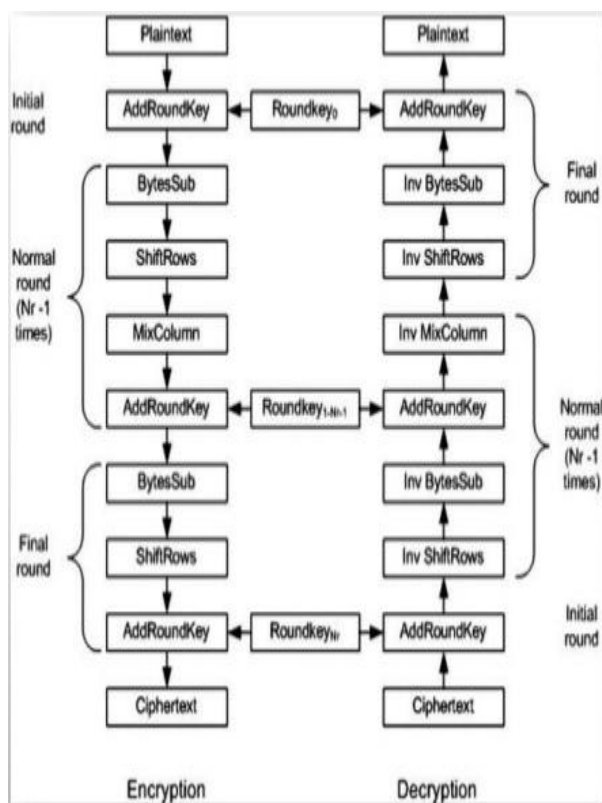 Plaintext
Plaintext
Initial
round
AddRoundKey
Roundkey0
AddRoundKey
BytesSub
Inv BytesSub
Final
round
Normal
round
(Nr -1
times)
ShiftRows
Inv ShiftRows
MixColumn
Inv MixColumn
AddRoundKey
Roundkey1-Nr-1
AddRoundKey
Normal
round
(Nr -1
times)
BytesSub
Inv BytesSub
Final
round
ShiftRows
Inv ShiftRows
AddRoundKey
RoundkeyNr
AddRoundKey
Initial
round
Ciphertext
Ciphertext
Encryption
Decryption